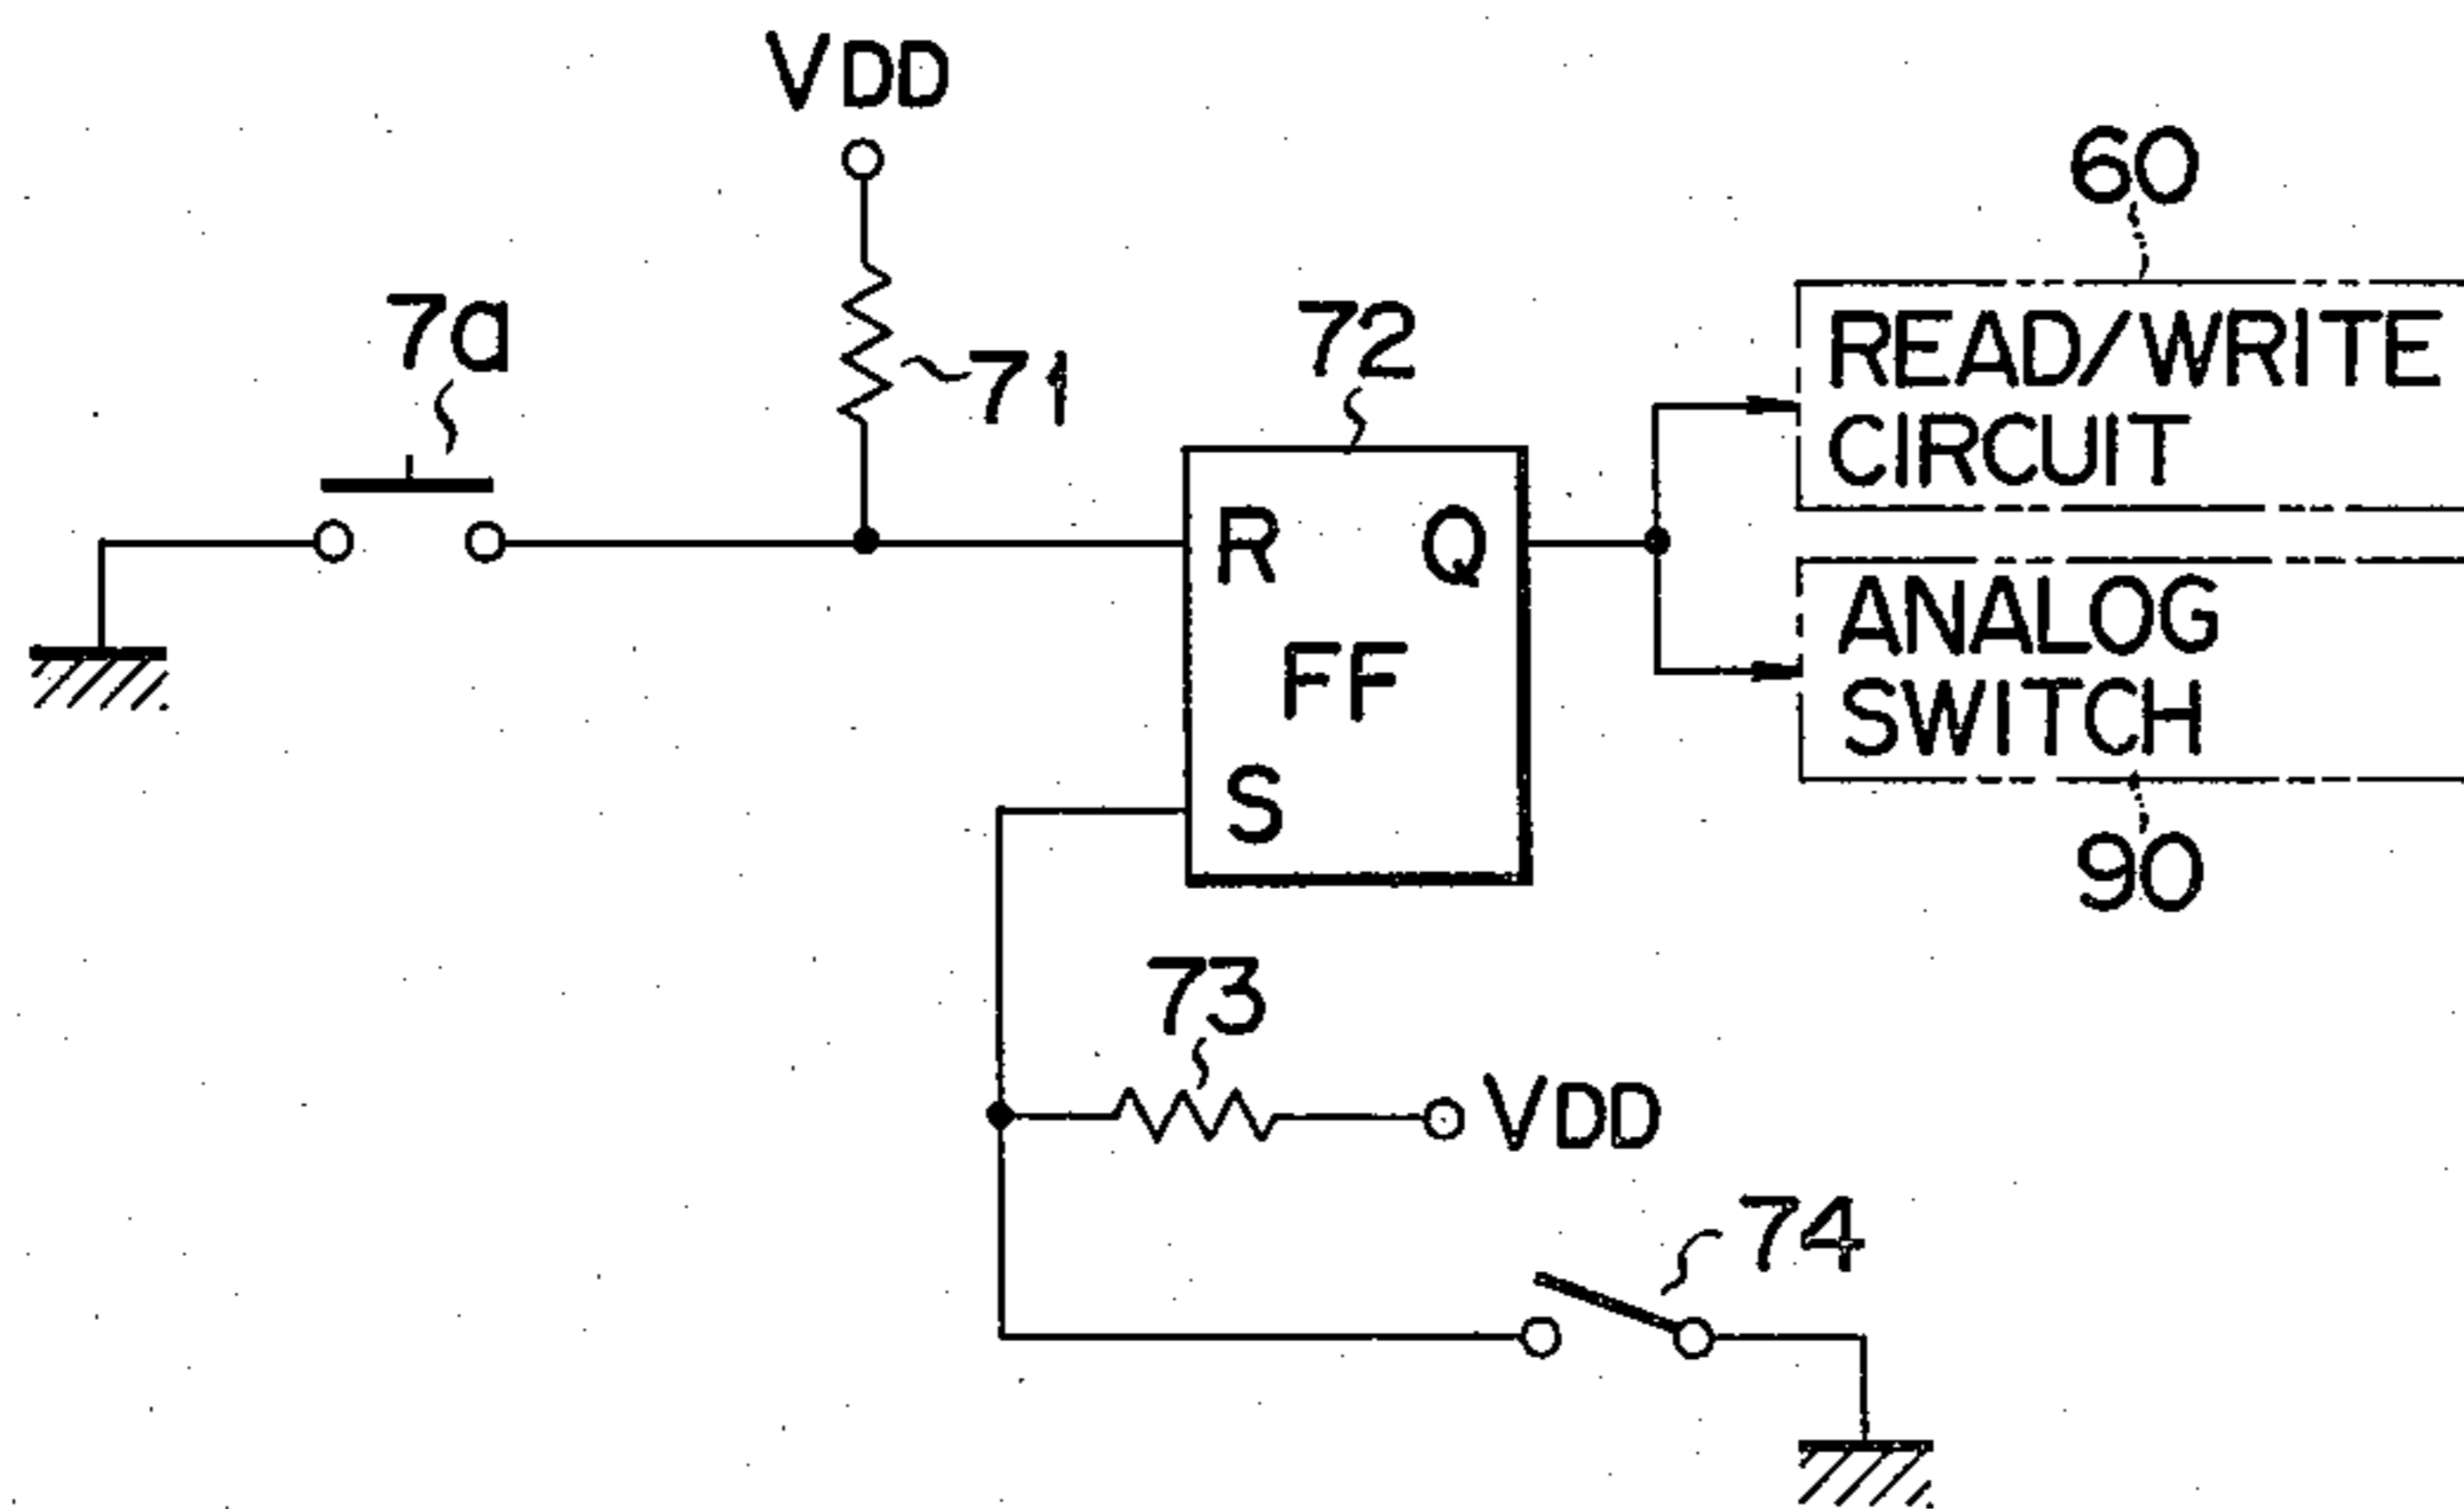 VDD
60
7a
71
72
READ/WRITE
CIRCUIT
R Q
FF
S
ANALOG
SWITCH
90
73
VDD
74